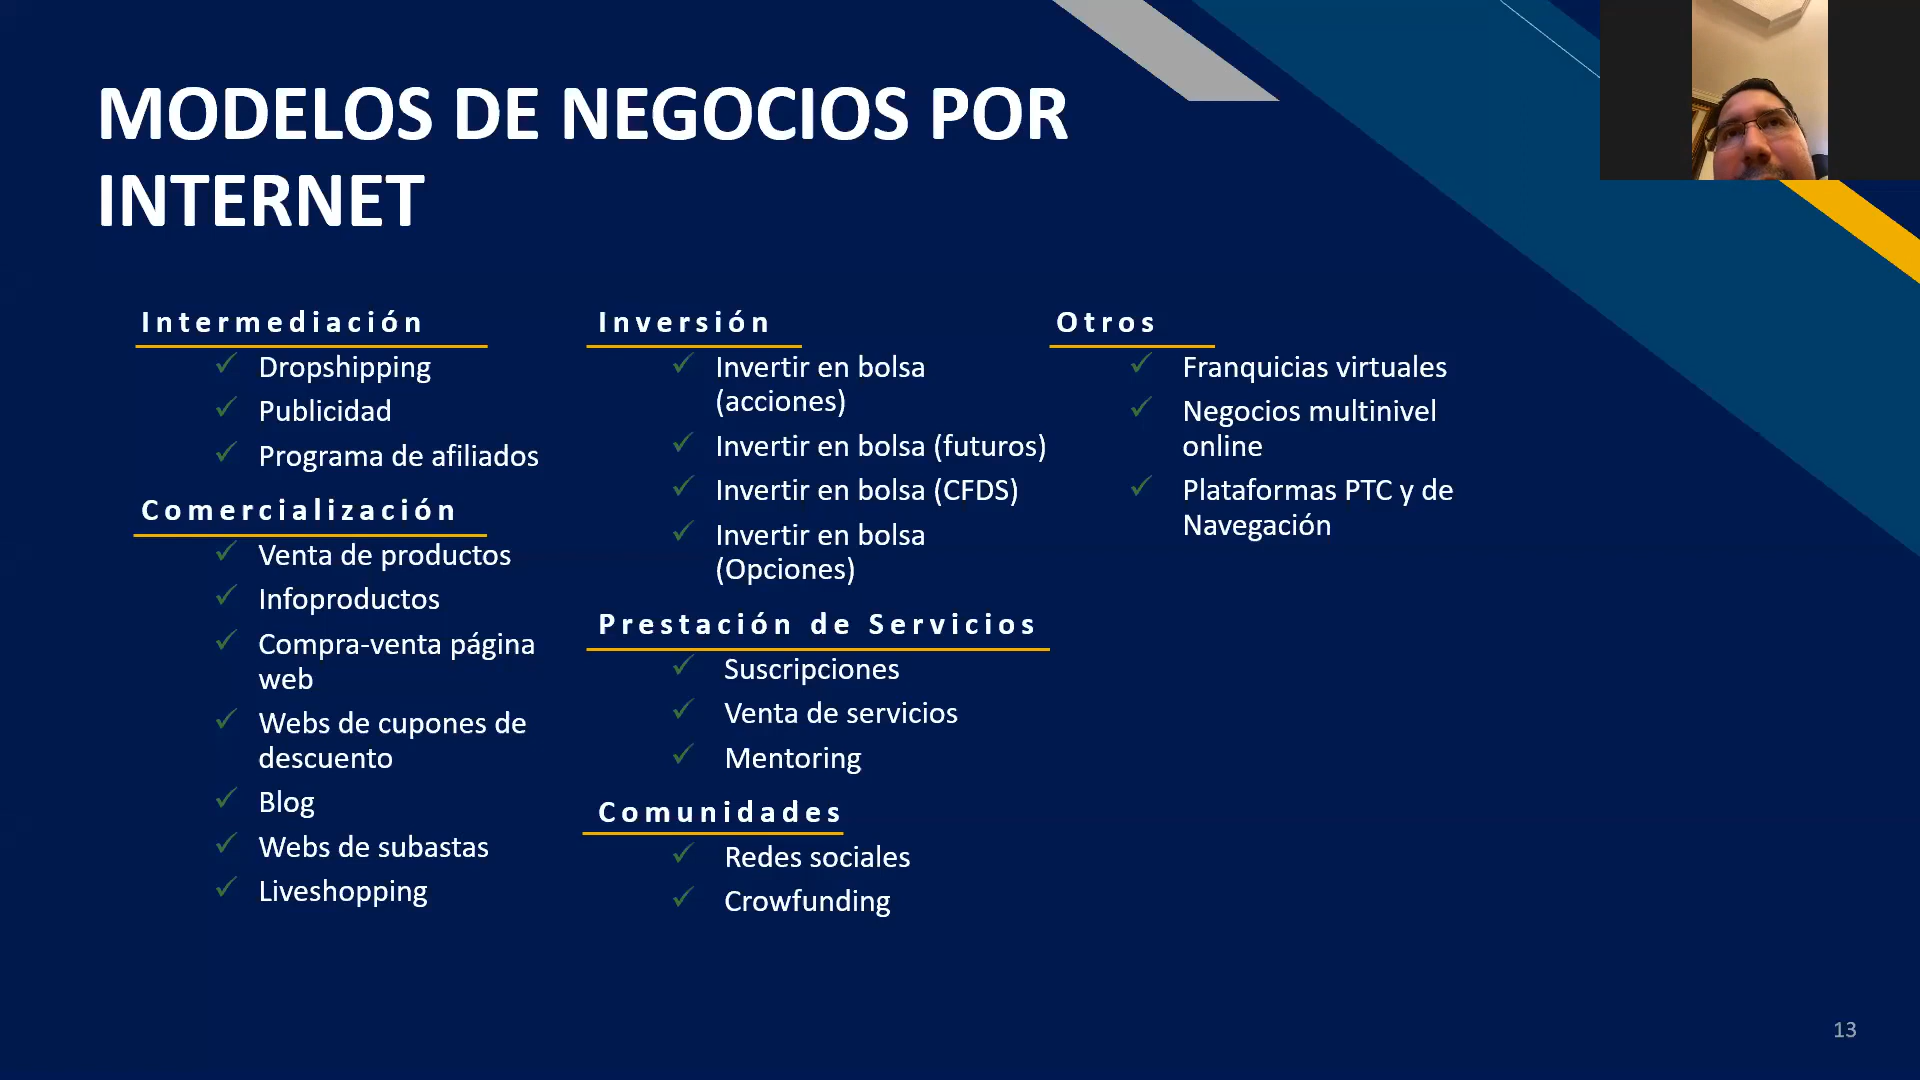 MODELOS DE NEGOCIOS POR
INTERNET
Intermediación
Dropshipping
Publicidad
Programa de afiliados
Comercialización
Venta de productos
Infoproductos
Compra-venta página
web
Webs de cupones de
descuento
Blog
Webs de subastas
Liveshopping
Inversión
Invertir en bolsa
(acciones)
Invertir en bolsa (futuros)
Invertir en bolsa (CFDS)
Invertir en bolsa
(Opciones)
Prestación de Servicios
Suscripciones
Venta de servicios
Mentoring
Comunidades
Redes sociales
Crowfunding
Otros
Franquicias virtuales
Negocios multinivel
online
Plataformas PTC y de
Navegación
13